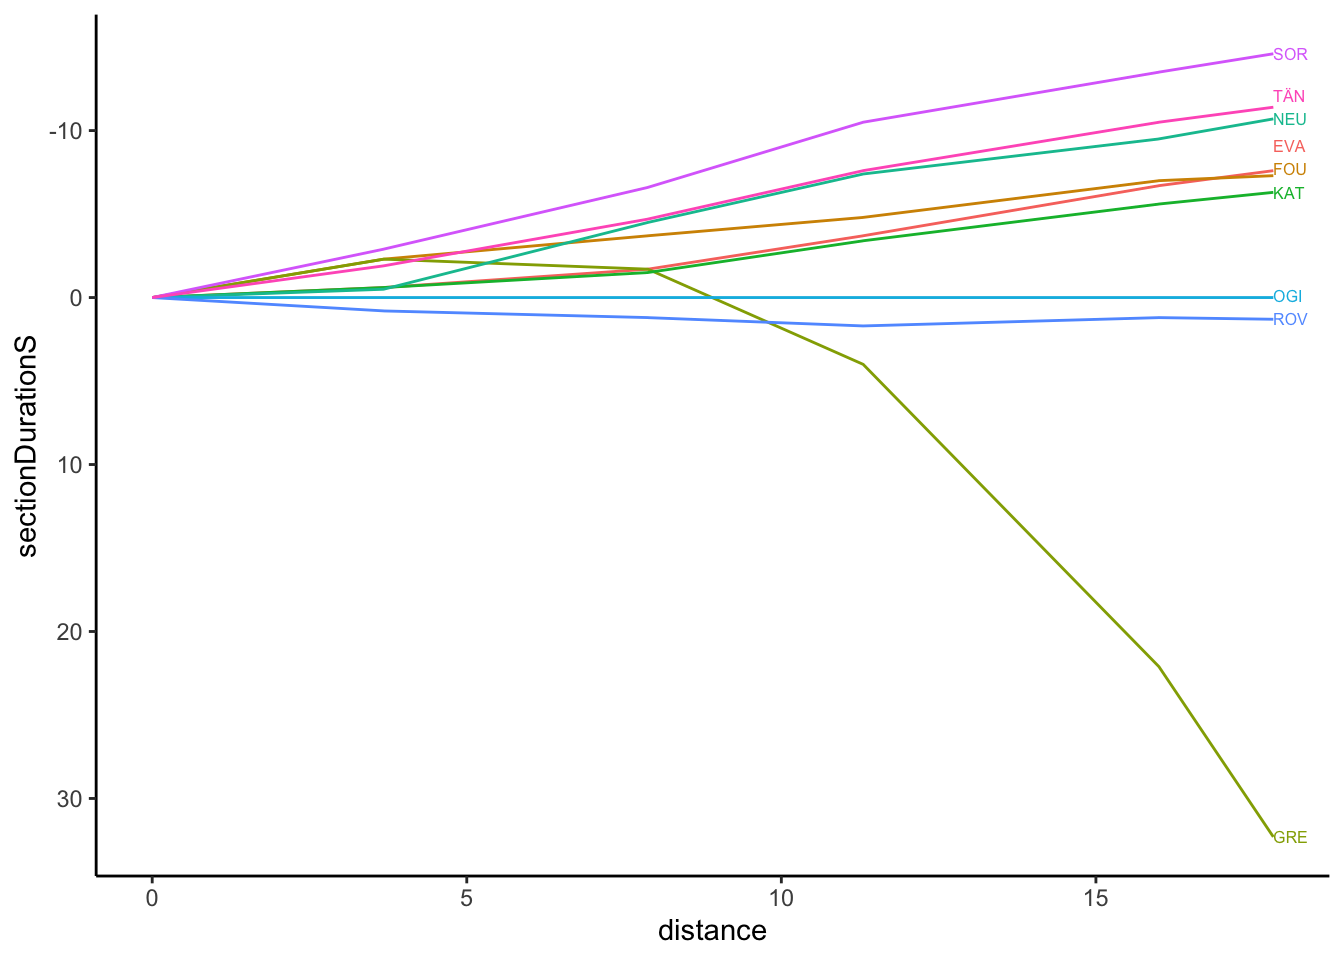 SOR
TÄN
-10
NEU
EVA
FOU
KAT
0
OGI
ROV
sectionDurationS
10
20
30
GRE
0 5 10 15
distance